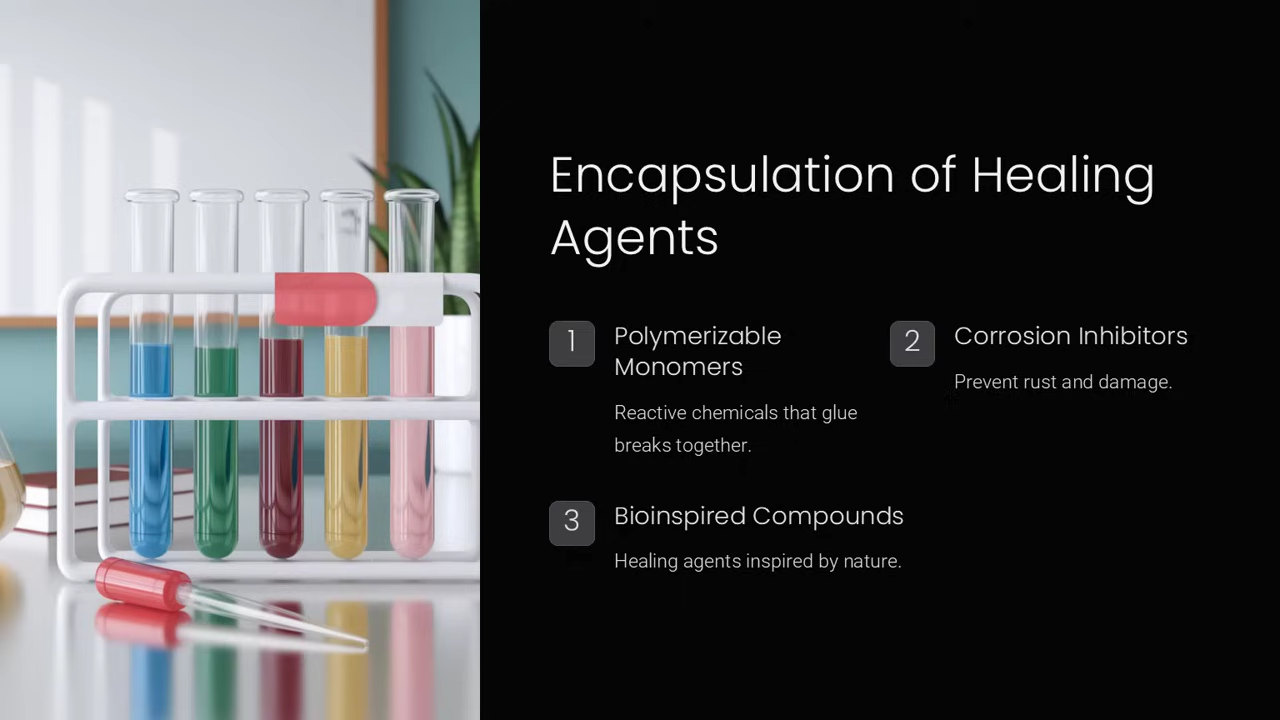 Encapsulation of Healing
Agents
1
Polymerizable
Monomers
Reactive chemicals that glue
breaks together.
2
Corrosion Inhibitors
Prevent rust and damage.
3
Bioinspired Compounds
Healing agents inspired by nature.